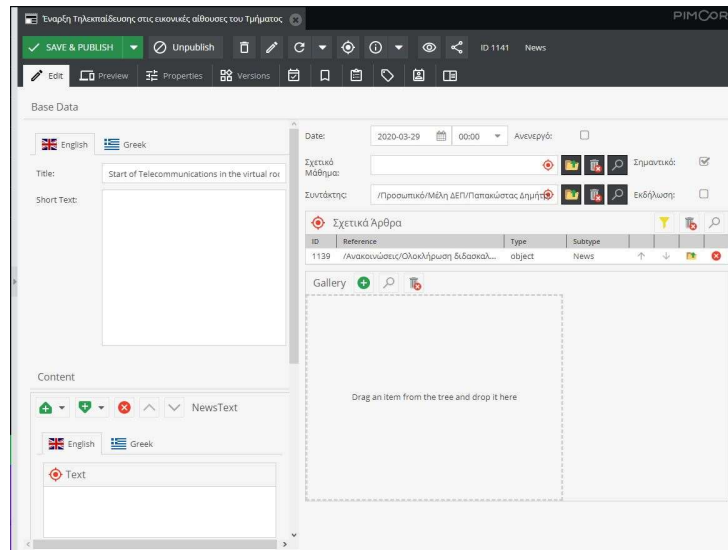 Έναρξη Τηλεκπαίδευσης στις εικονικές αίθουσες του Τμήματος
PIMCOR
SAVE & PUBLISH Unpublish ID 1141 News
Edit Preview Properties Versions
Base Data
English Greek
Title: Start of Telecommunications in the virtual roo
Short Text:
Date: 2020-03-29 00:00 Ανενεργό:
Σχετικό Μάθημα: Σημαντικό:
Συντάκτης: /Προσωπικό/Μέλη ΔΕΠ/Παπακώστας Δημήτρ Εκδήλωση:
Σχετικά Άρθρα
ID Reference Type Subtype
1139 /Ανακοινώσεις/Ολοκλήρωση διδασκαλ... object News
Gallery
Drag an item from the tree and drop it here
Content
NewsText
English Greek
Text